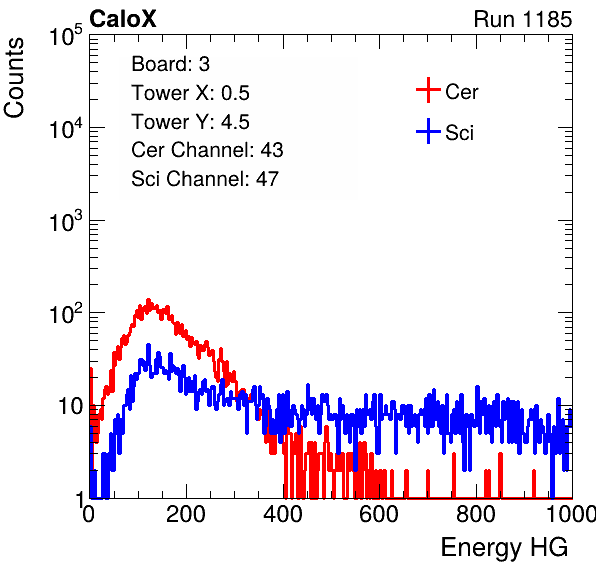 CaloX Run 1185
Counts
Board: 3
Tower X: 0.5
Tower Y: 4.5
Cer Channel: 43
Sci Channel: 47
Cer
Sci
10^5
10^4
10^3
10^2
10
1
0 200 400 600 800 1000
Energy HG